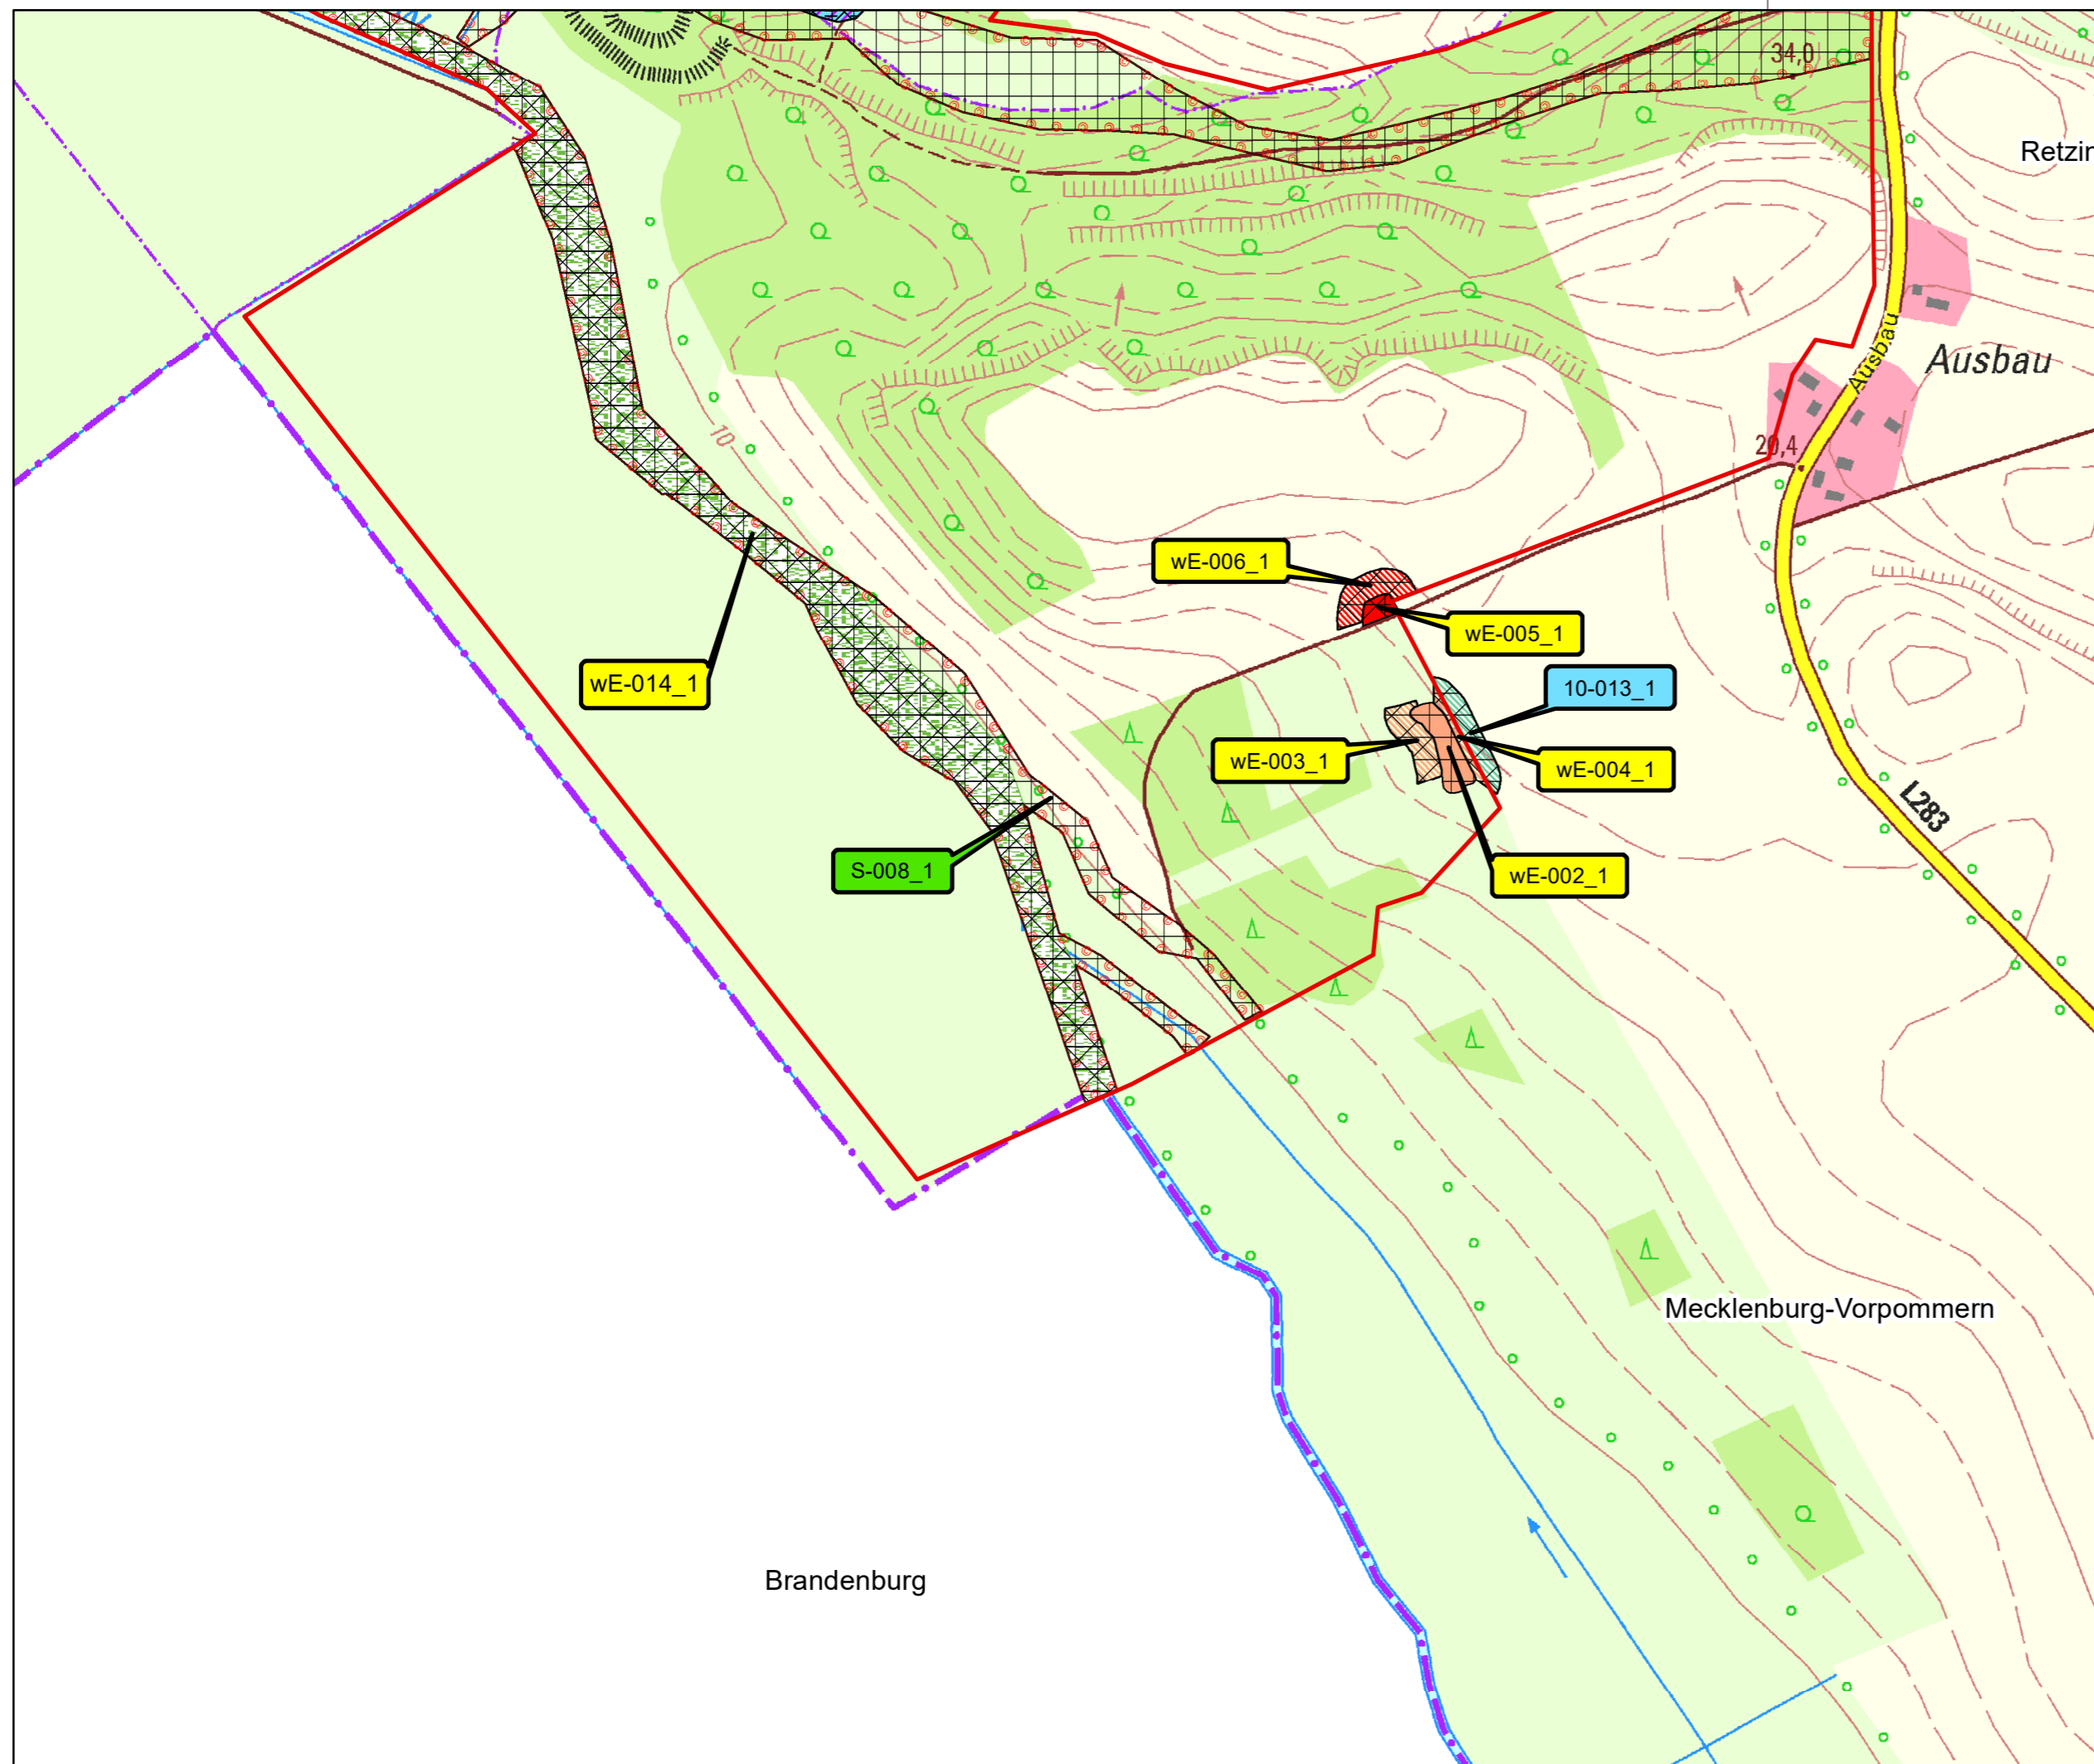 34,0
Retzin
Ausbau
Ausbau
10
20,4
wE-006_1
wE-005_1
wE-014_1
10-013_1
wE-003_1
wE-004_1
L283
S-008_1
wE-002_1
Mecklenburg-Vorpommern
Brandenburg